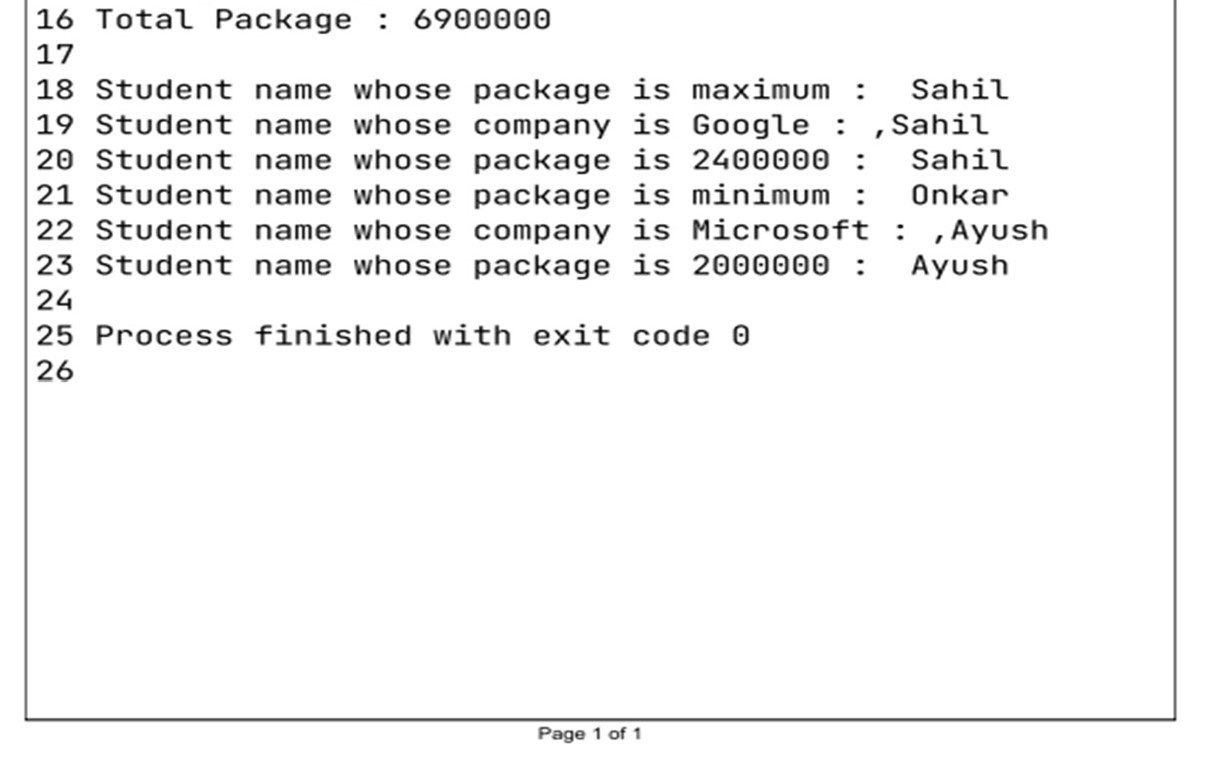 16 Total Package : 6900000
17
18 Student name whose package is maximum :  Sahil
19 Student name whose company is Google : ,Sahil
20 Student name whose package is 2400000 :  Sahil
21 Student name whose package is minimum :  Onkar
22 Student name whose company is Microsoft : ,Ayush
23 Student name whose package is 2000000 :  Ayush
24
25 Process finished with exit code 0
26
Page 1 of 1